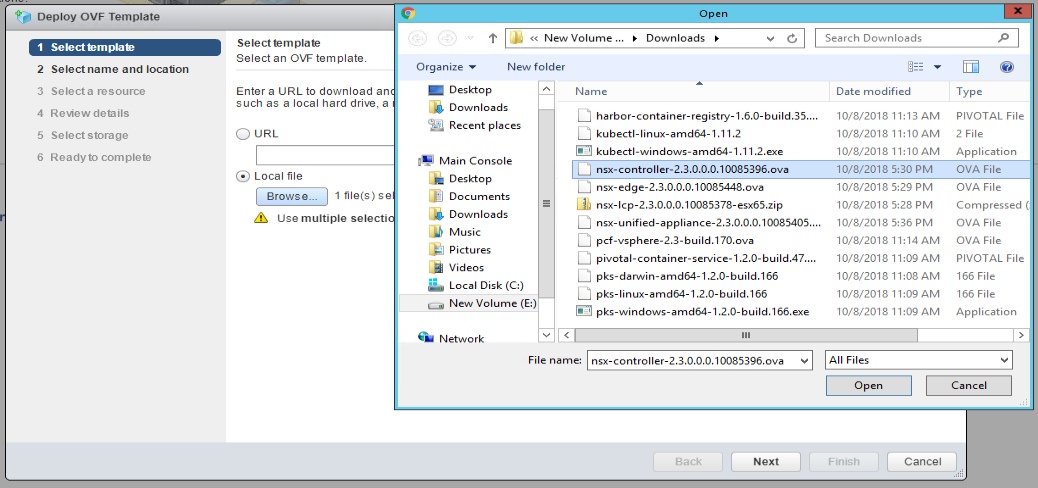 Deploy OVF Template
1 Select template
2 Select name and location
3 Select a resource
4 Review details
5 Select storage
6 Ready to complete
Select template
Select an OVF template.
Enter a URL to download and
such as a local hard drive, a
URL
Local file
Browse...
1 file(s) sel
Use multiple selectio
Back
Next
Finish
Cancel
Open
« New Volume ... ▸ Downloads ▸
Search Downloads
Organize
New folder
Desktop
Downloads
Recent places
Main Console
Desktop
Documents
Downloads
Music
Pictures
Videos
Local Disk (C:)
New Volume (E:)
Network
Name Date modified Type
harbor-container-registry-1.6.0-build.35.... 10/8/2018 11:13 AM PIVOTAL File
kubectl-linux-amd64-1.11.2 10/8/2018 11:10 AM 2 File
kubectl-windows-amd64-1.11.2.exe 10/8/2018 11:10 AM Application
nsx-controller-2.3.0.0.0.10085396.ova 10/8/2018 5:30 PM OVA File
nsx-edge-2.3.0.0.0.10085448.ova 10/8/2018 5:29 PM OVA File
nsx-lcp-2.3.0.0.0.10085378-esx65.zip 10/8/2018 5:28 PM Compressed (
nsx-unified-appliance-2.3.0.0.0.10085405.... 10/8/2018 5:36 PM OVA File
pcf-vsphere-2.3-build.170.ova 10/8/2018 11:14 AM OVA File
pivotal-container-service-1.2.0-build.47.... 10/8/2018 11:09 AM PIVOTAL File
pks-darwin-amd64-1.2.0-build.166 10/8/2018 11:08 AM 166 File
pks-linux-amd64-1.2.0-build.166 10/8/2018 11:09 AM 166 File
pks-windows-amd64-1.2.0-build.166.exe 10/8/2018 11:09 AM Application
File name: nsx-controller-2.3.0.0.0.10085396.ova
All Files
Open
Cancel